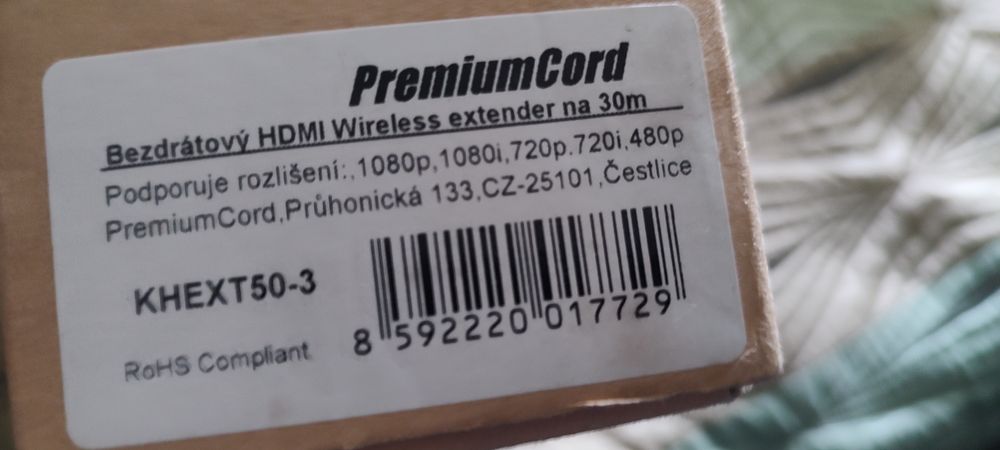 PremiumCord
Bezdrátový HDMI Wireless extender na 30m
Podporuje rozlišení:,1080p,1080i,720p.720i,480p
PremiumCord,Průhonická 133,CZ-25101,Čestlice
KHEXT50-3
8 592220 017729
RoHS Compliant